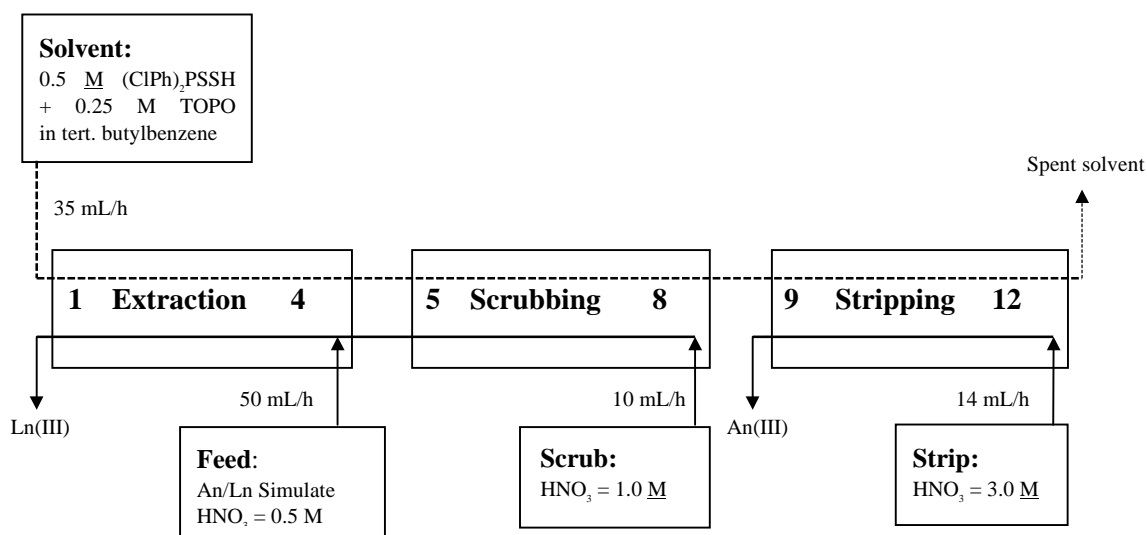 Solvent:
0.5 M (ClPh)₂PSSH
+ 0.25 M TOPO
in tert. butylbenzene
Spent solvent
35 mL/h
1 Extraction 4
5 Scrubbing 8
9 Stripping 12
50 mL/h
10 mL/h
14 mL/h
Ln(III)
An(III)
Feed:
An/Ln Simulate
HNO₃ = 0.5 M
Scrub:
HNO₃ = 1.0 M
Strip:
HNO₃ = 3.0 M